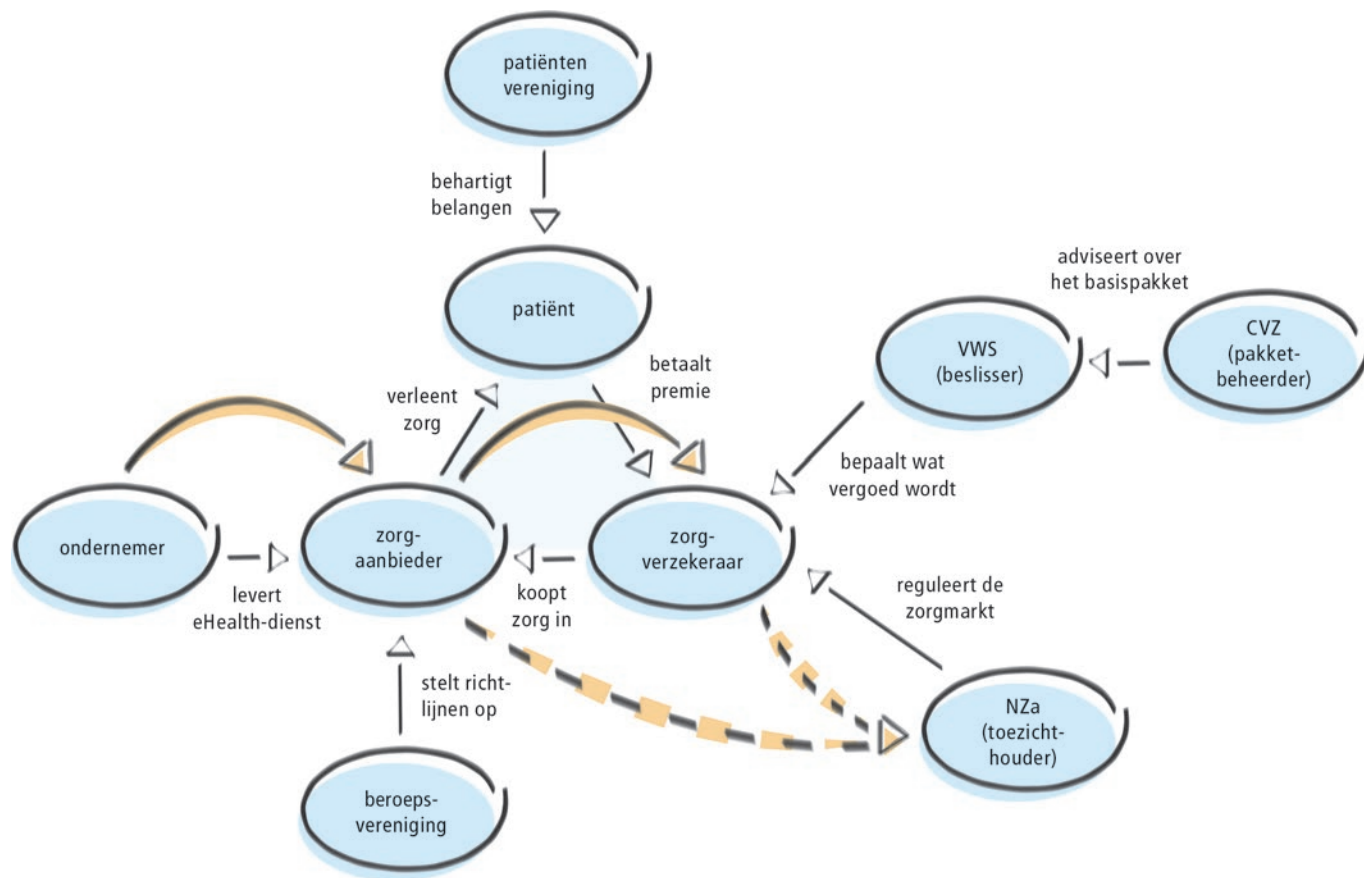 patiënten
vereniging
behartigt
belangen
patiënt
adviseert over
het basispakket
VWS
(beslisser)
CVZ
(pakket-
beheerder)
betaalt
premie
verleent
zorg
bepaalt wat
vergoed wordt
ondernemer
zorg-
aanbieder
zorg-
verzekeraar
levert
eHealth-dienst
koopt
zorg in
reguleert de
zorgmarkt
stelt richt-
lijnen op
NZa
(toezicht-
houder)
beroeps-
vereniging